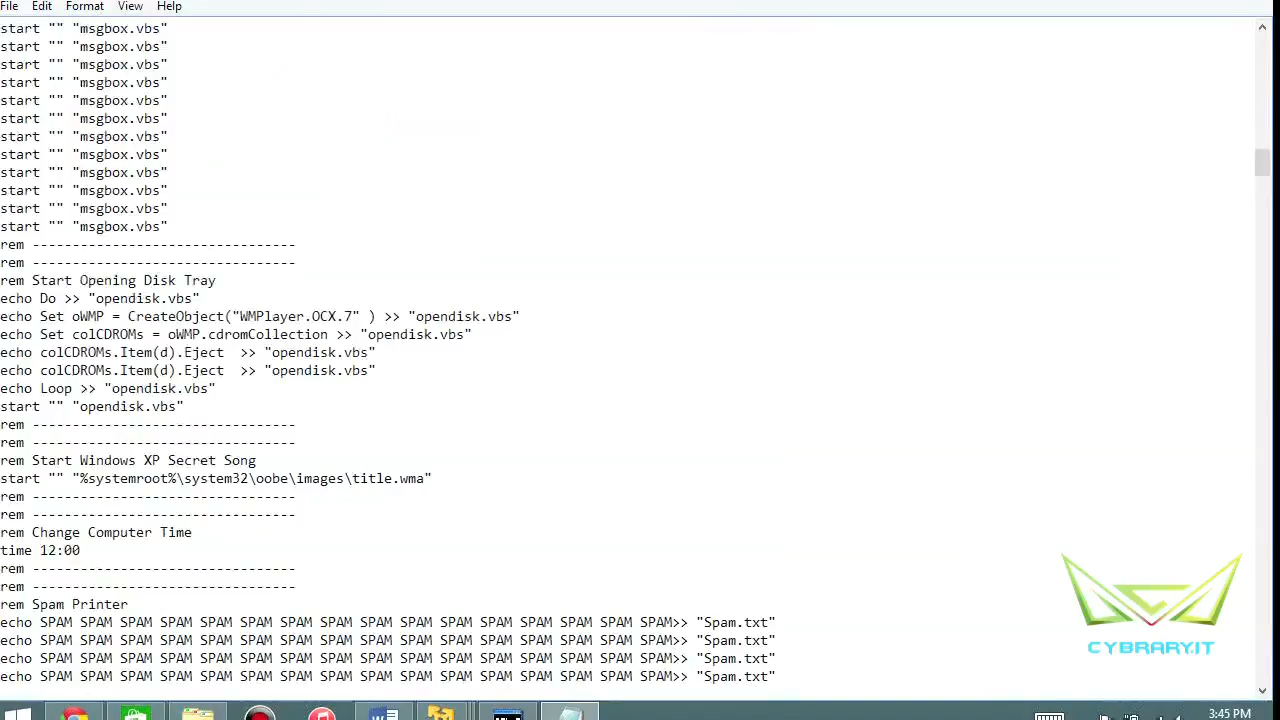 File Edit Format View Help
start "" "msgbox.vbs"
start "" "msgbox.vbs"
start "" "msgbox.vbs"
start "" "msgbox.vbs"
start "" "msgbox.vbs"
start "" "msgbox.vbs"
start "" "msgbox.vbs"
start "" "msgbox.vbs"
start "" "msgbox.vbs"
start "" "msgbox.vbs"
start "" "msgbox.vbs"
start "" "msgbox.vbs"
rem ---------------------------------
rem ---------------------------------
rem Start Opening Disk Tray
echo Do >> "opendisk.vbs"
echo Set oWMP = CreateObject("WMPlayer.OCX.7" ) >> "opendisk.vbs"
echo Set colCDROMs = oWMP.cdromCollection >> "opendisk.vbs"
echo colCDROMs.Item(d).Eject  >> "opendisk.vbs"
echo colCDROMs.Item(d).Eject  >> "opendisk.vbs"
echo Loop >> "opendisk.vbs"
start "" "opendisk.vbs"
rem ---------------------------------
rem ---------------------------------
rem Start Windows XP Secret Song
start "" "%systemroot%\system32\oobe\images\title.wma"
rem ---------------------------------
rem ---------------------------------
rem Change Computer Time
time 12:00
rem ---------------------------------
rem ---------------------------------
rem Spam Printer
echo SPAM SPAM SPAM SPAM SPAM SPAM SPAM SPAM SPAM SPAM SPAM SPAM SPAM SPAM SPAM SPAM>> "Spam.txt"
echo SPAM SPAM SPAM SPAM SPAM SPAM SPAM SPAM SPAM SPAM SPAM SPAM SPAM SPAM SPAM SPAM>> "Spam.txt"
echo SPAM SPAM SPAM SPAM SPAM SPAM SPAM SPAM SPAM SPAM SPAM SPAM SPAM SPAM SPAM SPAM>> "Spam.txt"
echo SPAM SPAM SPAM SPAM SPAM SPAM SPAM SPAM SPAM SPAM SPAM SPAM SPAM SPAM SPAM SPAM>> "Spam.txt"
CYBRARY.IT
3:45 PM